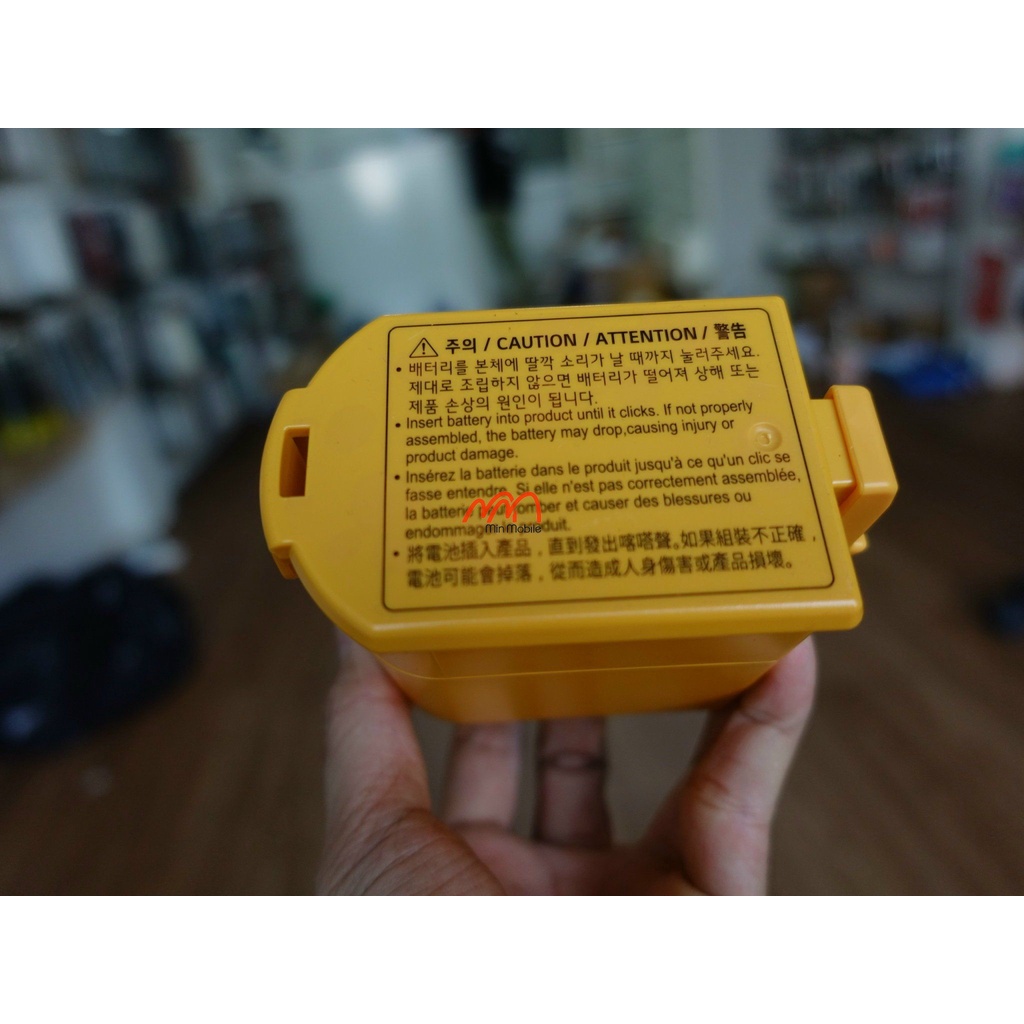 주의 / CAUTION / ATTENTION / 警告
• 배터리를 본체에 딸깍 소리가 날 때까지 눌러주세요.
제대로 조립하지 않으면 배터리가 떨어져 상해 또는
제품 손상의 원인이 됩니다.
• Insert battery into product until it clicks. If not properly
assembled, the battery may drop,causing injury or
product damage.
• Insérez la batterie dans le produit jusqu'à ce qu'un clic se
fasse entendre. Si elle n'est pas correctement assemblée,
la batterie tomber et causer des blessures ou
• 將電池插入產品，直到發出喀嗒聲。如果組裝不正確，
電池可能會掉落，從而造成人身傷害或產品損壞。
Min Mobile